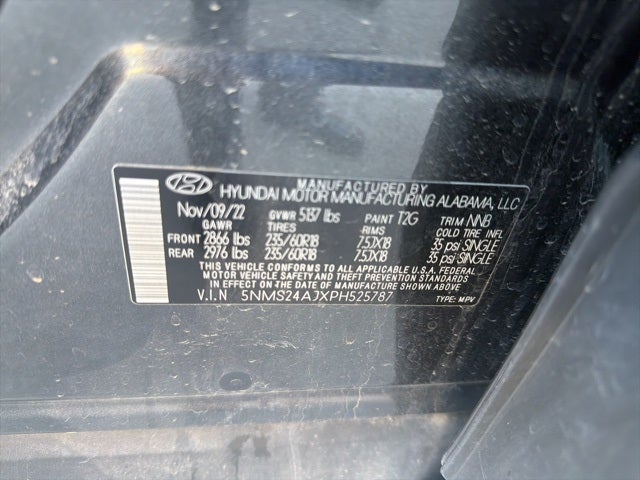 MANUFACTURED BY
HYUNDAI MOTOR MANUFACTURING ALABAMA, LLC
Nov/09/22 GVWR 5187 lbs PAINT T2G TRIM NNB
GAWR TIRES RIMS COLD TIRE INFL
FRONT 2866 lbs 235/60R18 7.5JX18 35 psi SINGLE
REAR 2976 lbs 235/60R18 7.5JX18 35 psi SINGLE
THIS VEHICLE CONFORMS TO ALL APPLICABLE U.S.A. FEDERAL
MOTOR VEHICLE SAFETY AND THEFT PREVENTION STANDARDS
IN EFFECT ON THE DATE OF MANUFACTURE SHOWN ABOVE
V.I.N 5NMS24AJXPH525787 TYPE: MPV